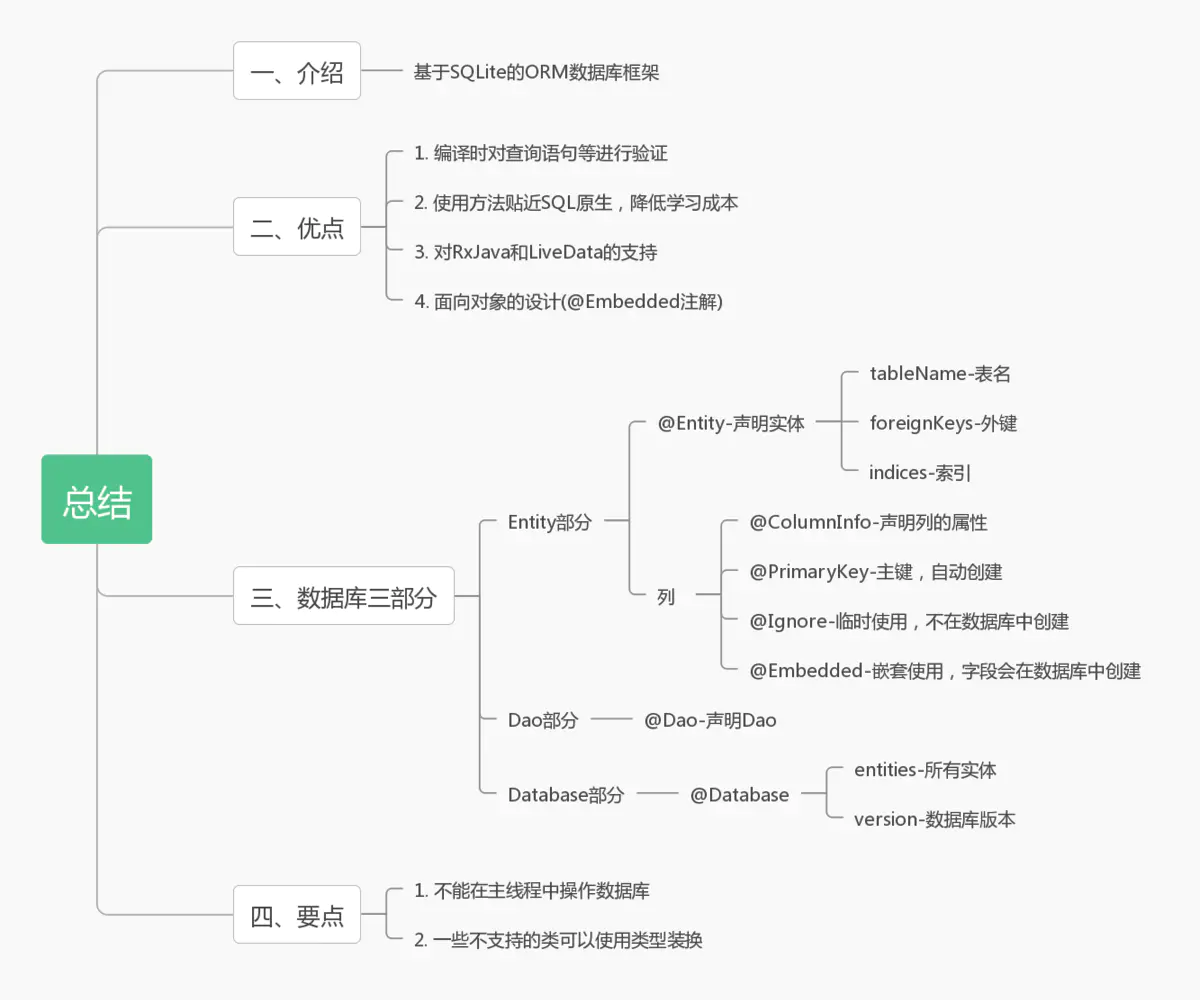 总结
一、介绍
基于SQLite的ORM数据库框架
二、优点
1. 编译时对查询语句等进行验证
2. 使用方法贴近SQL原生，降低学习成本
3. 对RxJava和LiveData的支持
4. 面向对象的设计(@Embedded注解)
三、数据库三部分
Entity部分
@Entity-声明实体
tableName-表名
foreignKeys-外键
indices-索引
列
@ColumnInfo-声明列的属性
@PrimaryKey-主键，自动创建
@Ignore-临时使用，不在数据库中创建
@Embedded-嵌套使用，字段会在数据库中创建
Dao部分
@Dao-声明Dao
Database部分
@Database
entities-所有实体
version-数据库版本
四、要点
1. 不能在主线程中操作数据库
2. 一些不支持的类可以使用类型装换